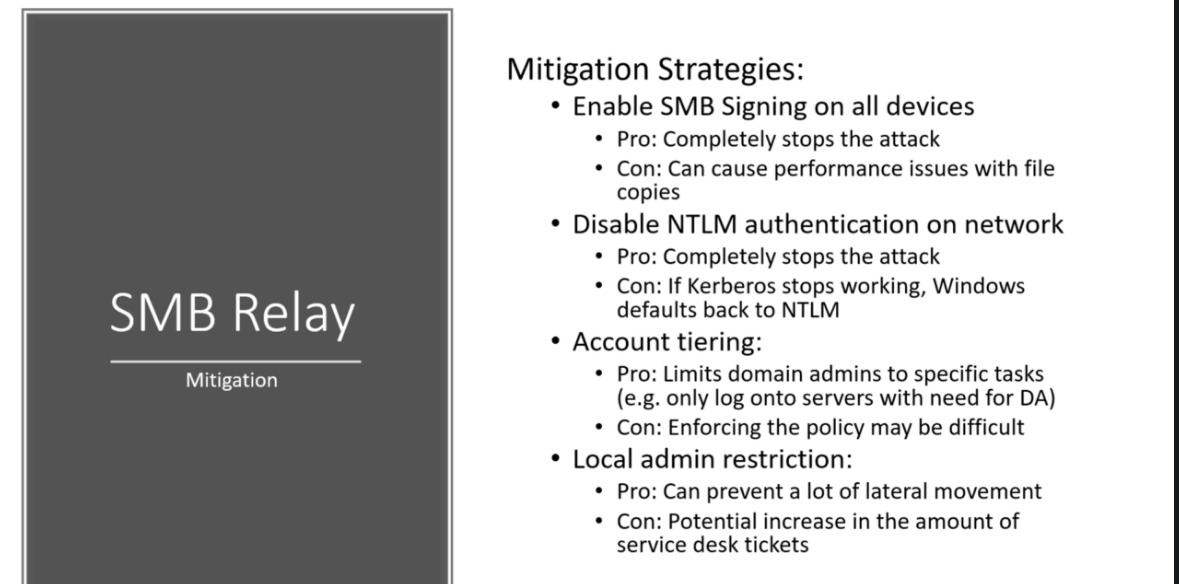 SMB Relay
Mitigation
Mitigation Strategies:
• Enable SMB Signing on all devices
• Pro: Completely stops the attack
• Con: Can cause performance issues with file
copies
• Disable NTLM authentication on network
• Pro: Completely stops the attack
• Con: If Kerberos stops working, Windows
defaults back to NTLM
• Account tiering:
• Pro: Limits domain admins to specific tasks
(e.g. only log onto servers with need for DA)
• Con: Enforcing the policy may be difficult
• Local admin restriction:
• Pro: Can prevent a lot of lateral movement
• Con: Potential increase in the amount of
service desk tickets